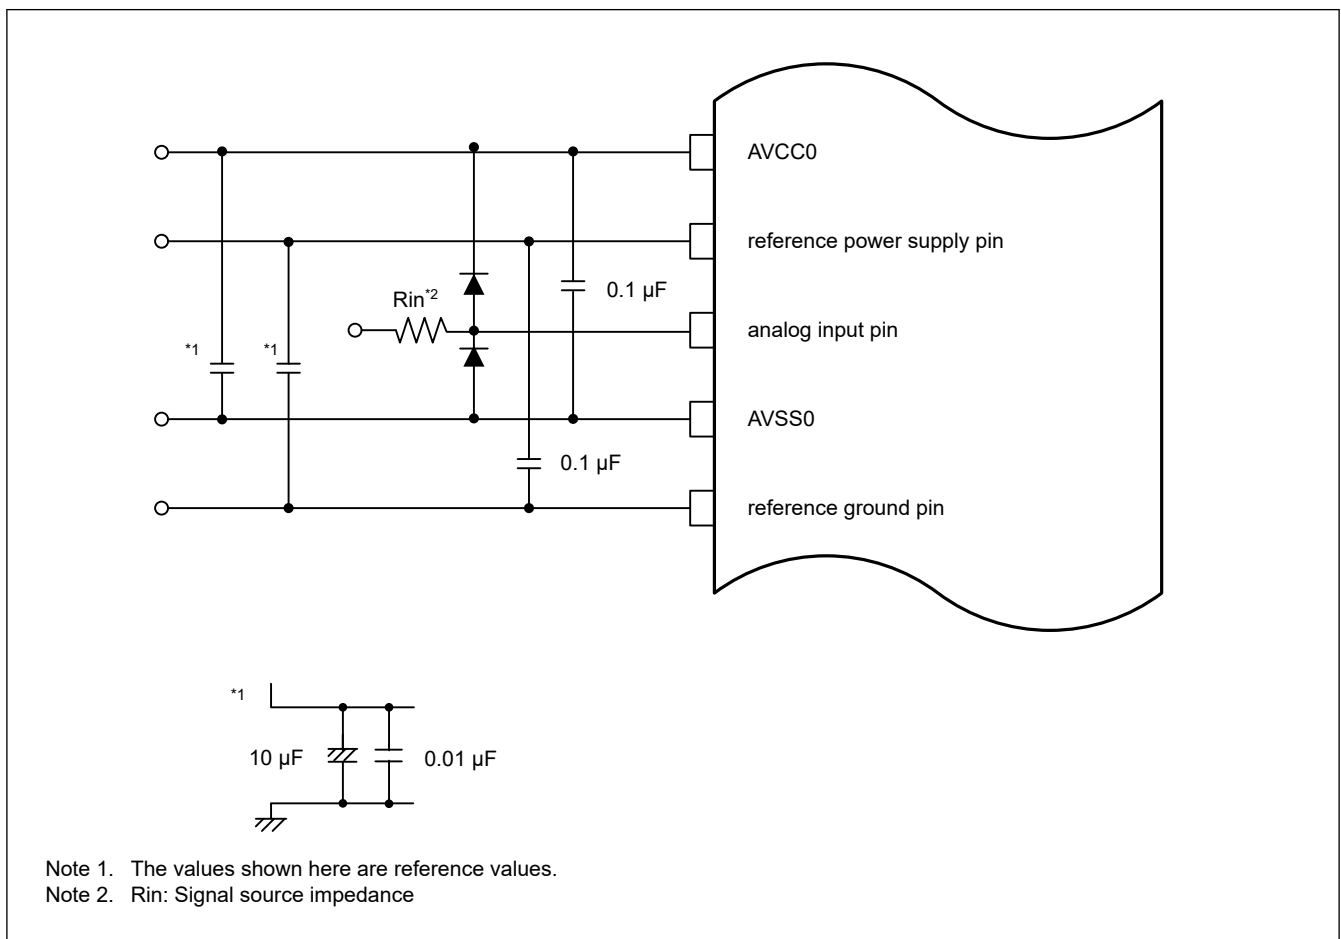 AVCC0
reference power supply pin
0.1 µF
Rin*2
analog input pin
*1
*1
AVSS0
0.1 µF
reference ground pin
*1
10 µF
0.01 µF
Note 1. The values shown here are reference values.
Note 2. Rin: Signal source impedance